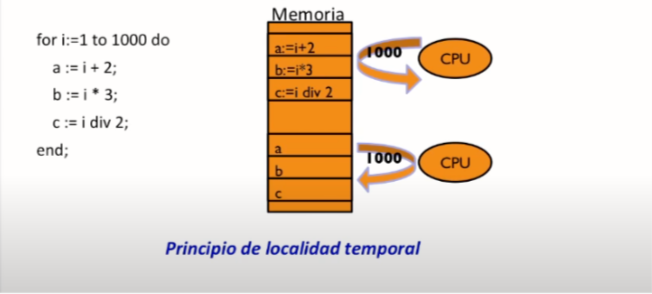 Memoria
for i:=1 to 1000 do
a := i + 2;
b := i * 3;
c := i div 2;
end;
a:=i+2
b:=i*3
c:=i div 2
1000
CPU
a
b
c
1000
CPU
Principio de localidad temporal